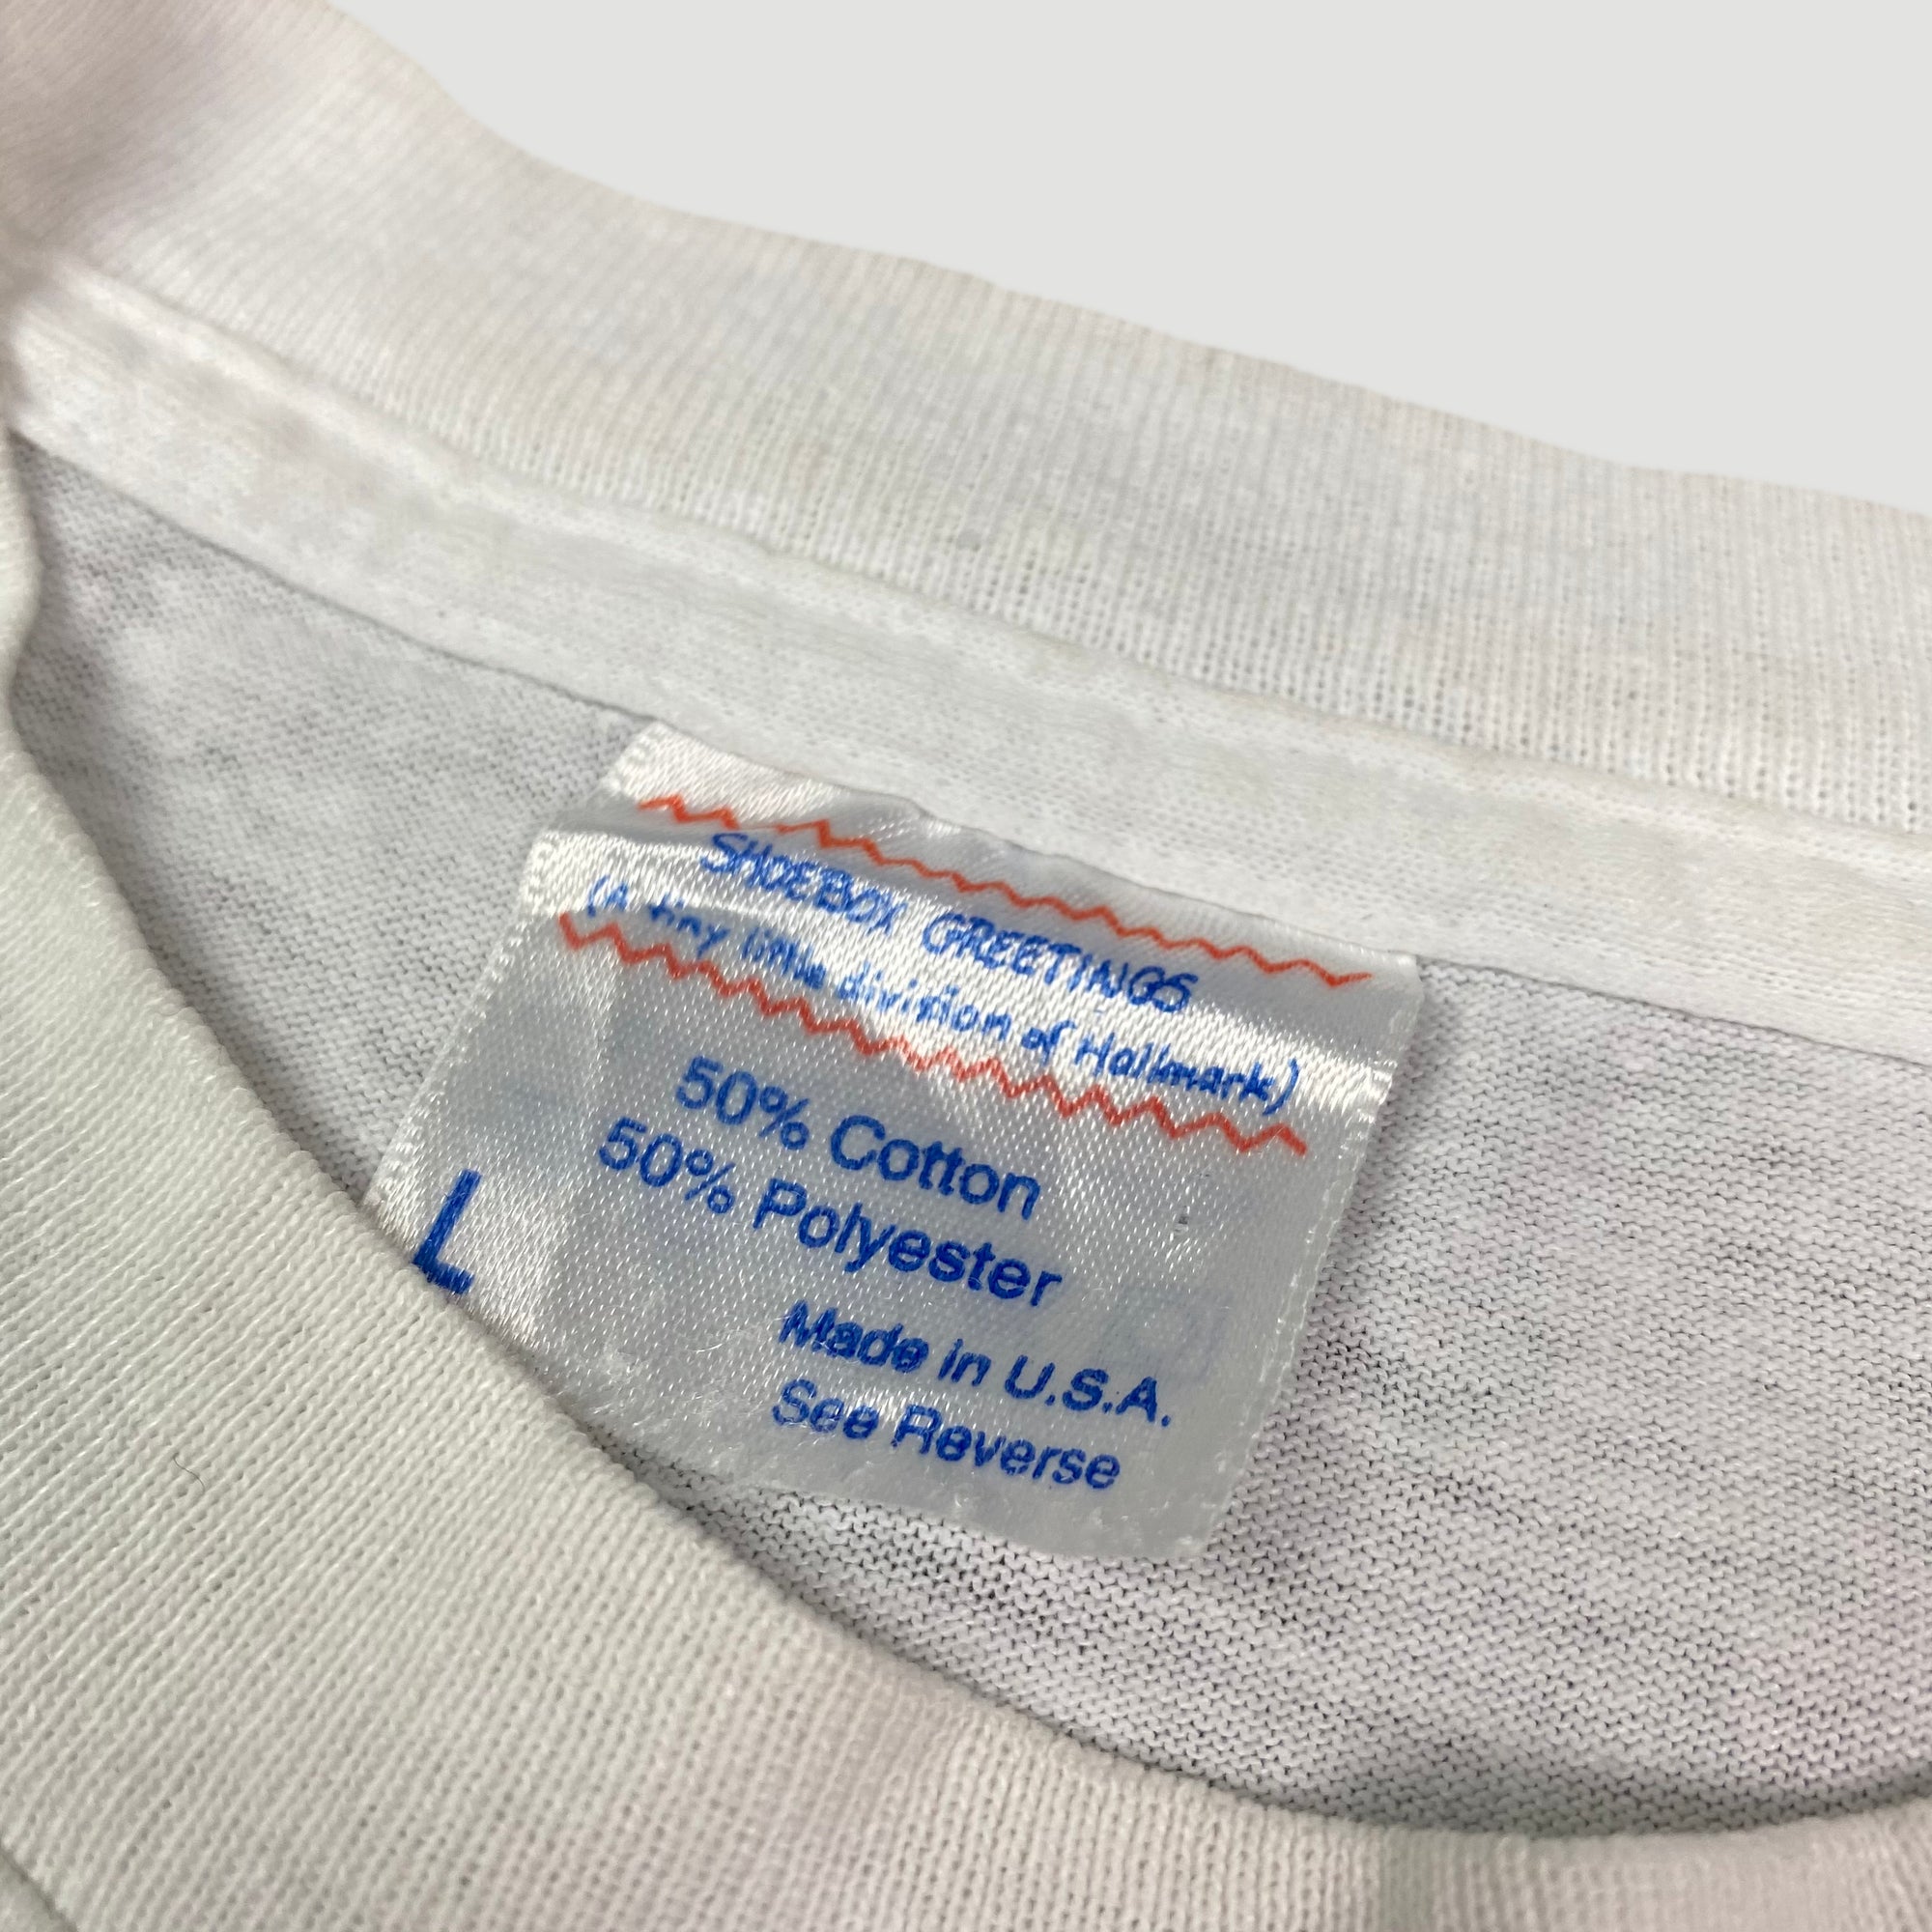 SHOEBOX GREETINGS
(A tiny little division of Hallmark)
50% Cotton
50% Polyester
L
Made in U.S.A.
See Reverse